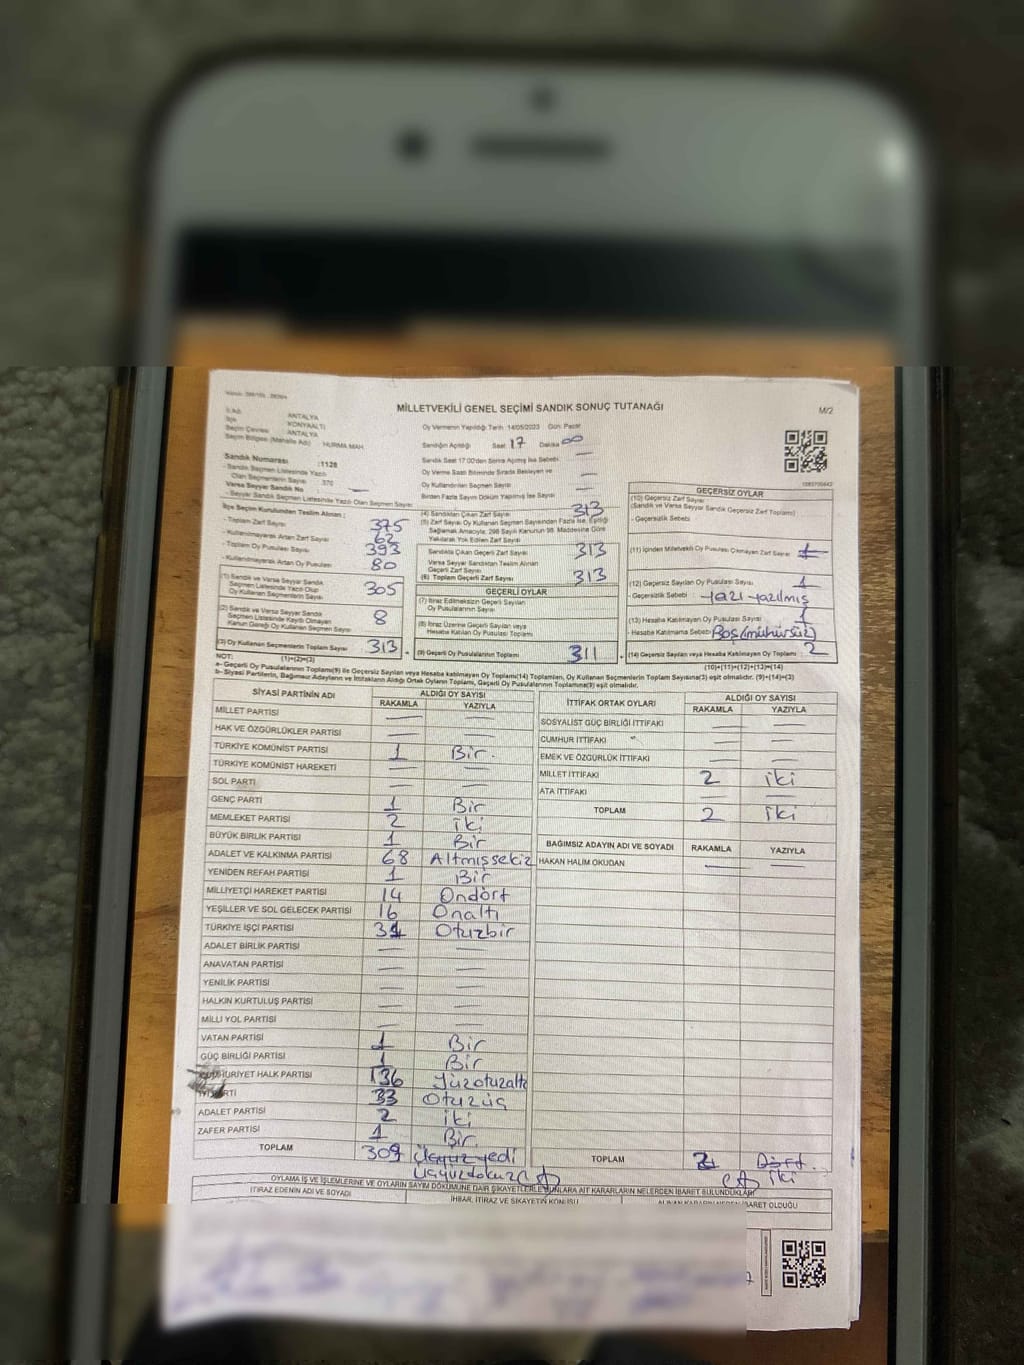 MİLLETVEKİLİ GENEL SEÇİMİ SANDIK SONUÇ TUTANAĞI
M/2
İli Adı ANTALYA
İlçe KONYAALTI
Seçim Çevresi ANTALYA
Seçim Bölgesi (Mahalle Adı) HURMA MAH.
Oy Vermenin Yapıldığı Tarih :14/05/2023 Gün: Pazar
Sandığın Açıldığı Saat 17 Dakika 00
Sandık Saat 17:00'den Sonra Açılmış İse Sebebi —
Oy Verme Saati Bitiminde Sırada Bekleyen ve
Oy Kullandırılan Seçmen Sayısı —
Birden Fazla Sayım Döküm Yapılmış İse Sayısı —
Sandık Numarası :1128
- Sandık Seçmen Listesinde Yazılı
Olan Seçmenlerin Sayısı 370
Varsa Seyyar Sandık No —
- Seyyar Sandık Seçmen Listesinde Yazılı Olan Seçmen Sayısı
İlçe Seçim Kurulundan Teslim Alınan ;
- Toplam Zarf Sayısı 375
- Kullanılmayarak Artan Zarf Sayısı 62
- Toplam Oy Pusulası Sayısı 393
- Kullanılmayarak Artan Oy Pusulası 80
(1) Sandık ve Varsa Seyyar Sandık
Seçmen Listesinde Yazılı Olup
Oy Kullanan Seçmenlerin Sayısı 305
(2) Sandık ve Varsa Seyyar Sandık
Seçmen Listesinde Kayıtlı Olmayan
Kanun Gereği Oy Kullanan Seçmen Sayısı 8
(3) Oy Kullanan Seçmenlerin Toplam Sayısı 313
(1)+(2)=(3)
(4) Sandıktan Çıkan Zarf Sayısı 313
(5) Zarf Sayısı Oy Kullanan Seçmen Sayısından Fazla İse, Eşitliği
Sağlamak Amacıyla, 298 Sayılı Kanunun 98. Maddesine Göre
Yakılarak Yok Edilen Zarf Sayısı
Sandıkta Çıkan Geçerli Zarf Sayısı 313
Varsa Seyyar Sandıktan Teslim Alınan
Geçerli Zarf Sayısı
(6) Toplam Geçerli Zarf Sayısı 313
GEÇERLİ OYLAR
(7) İtiraz Edilmeksizin Geçerli Sayılan
Oy Pusulalarının Sayısı
(8) İtiraz Üzerine Geçerli Sayılan veya
Hesaba Katılan Oy Pusulası Toplamı
(9) Geçerli Oy Pusulalarının Toplamı 311
GEÇERSİZ OYLAR
(10) Geçersiz Zarf Sayısı
(Sandık ve Varsa Seyyar Sandık Geçersiz Zarf Toplamı)
- Geçersizlik Sebebi
(11) İçinden Milletvekili Oy Pusulası Çıkmayan Zarf Sayısı
(12) Geçersiz Sayılan Oy Pusulası Sayısı 1
- Geçersizlik Sebebi : yazı yazılmış
(13) Hesaba Katılmayan Oy Pusulası Sayısı 1
Hesaba Katılmama Sebebi Boş (mühürsüz)
(14) Geçersiz Sayılan veya Hesaba Katılmayan Oy Toplamı : 2
(10)+(11)+(12)+(13)=(14)
NOT:
a- Geçerli Oy Pusulalarının Toplamı(9) ile Geçersiz Sayılan veya Hesaba katılmayan Oy Toplamı(14) Toplamları, Oy Kullanan Seçmenlerin Toplam Sayısına(3) eşit olmalıdır. (9)+(14)=(3)
b- Siyasi Partilerin, Bağımsız Adayların ve İttifakların Aldığı Ortak Oyların Toplamı, Geçerli Oy Pusulalarının Toplamına(9) eşit olmalıdır.
SİYASİ PARTİNİN ADI ALDIĞI OY SAYISI
RAKAMLA YAZIYLA
MİLLET PARTİSİ — —
HAK VE ÖZGÜRLÜKLER PARTİSİ — —
TÜRKİYE KOMÜNİST PARTİSİ 1 Bir.
TÜRKİYE KOMÜNİST HAREKETİ — —
SOL PARTİ — —
GENÇ PARTİ 1 Bir
MEMLEKET PARTİSİ 2 iki
BÜYÜK BİRLİK PARTİSİ 1 Bir
ADALET VE KALKINMA PARTİSİ 68 Altmışsekiz
YENİDEN REFAH PARTİSİ 1 Bir
MİLLİYETÇİ HAREKET PARTİSİ 14 Ondört
YEŞİLLER VE SOL GELECEK PARTİSİ 16 Onaltı
TÜRKİYE İŞÇİ PARTİSİ 31 Otuzbir
ADALET BİRLİK PARTİSİ — —
ANAVATAN PARTİSİ — —
YENİLİK PARTİSİ — —
HALKIN KURTULUŞ PARTİSİ — —
MİLLİ YOL PARTİSİ — —
VATAN PARTİSİ 1 Bir
GÜÇ BİRLİĞİ PARTİSİ 1 Bir
CUMHURİYET HALK PARTİSİ 136 Yüzotuzaltı
33 Otuzüç
ADALET PARTİSİ 2 iki
ZAFER PARTİSİ 1 Bir.
TOPLAM 309 Üçyüzyedi
Üçyüzdokuz
İTTİFAK ORTAK OYLARI ALDIĞI OY SAYISI
RAKAMLA YAZIYLA
SOSYALİST GÜÇ BİRLİĞİ İTTİFAKI — —
CUMHUR İTTİFAKI — —
EMEK VE ÖZGÜRLÜK İTTİFAKI — —
MİLLET İTTİFAKI 2 iki
ATA İTTİFAKI — —
TOPLAM 2 iki
BAĞIMSIZ ADAYIN ADI VE SOYADI RAKAMLA YAZIYLA
HAKAN HALİM OKUDAN — —
TOPLAM 2 Dört.
iki
OYLAMA İŞ VE İŞLEMLERİNE VE OYLARIN SAYIM DÖKÜMÜNE DAİR ŞİKAYETLERLE BUNLARA AİT KARARLARIN NELERDEN İBARET BULUNDUKLARI
İTİRAZ EDENİN ADI VE SOYADI
İHBAR, İTİRAZ VE ŞİKAYETİN KONUSU